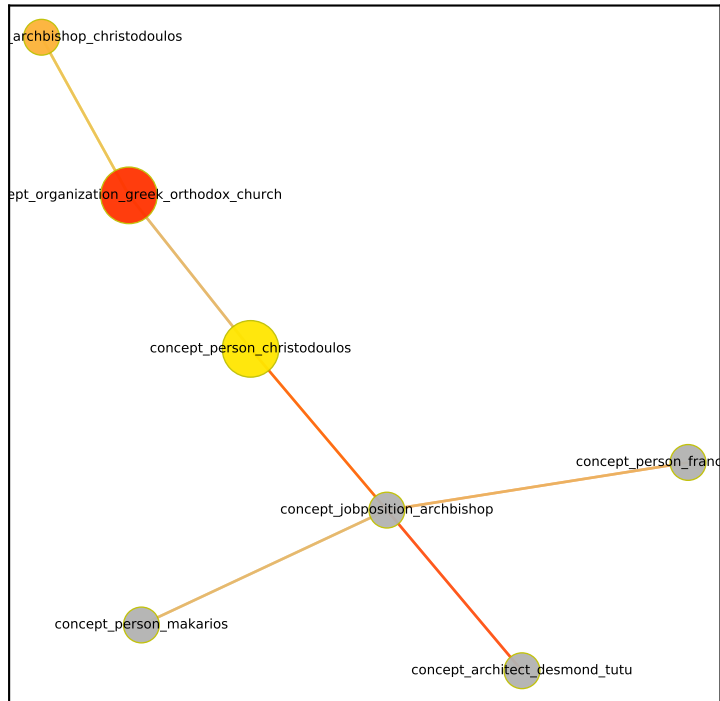 _archbishop_christodoulos
ept_organization_greek_orthodox_church
concept_person_christodoulos
concept_person_franc
concept_jobposition_archbishop
concept_person_makarios
concept_architect_desmond_tutu